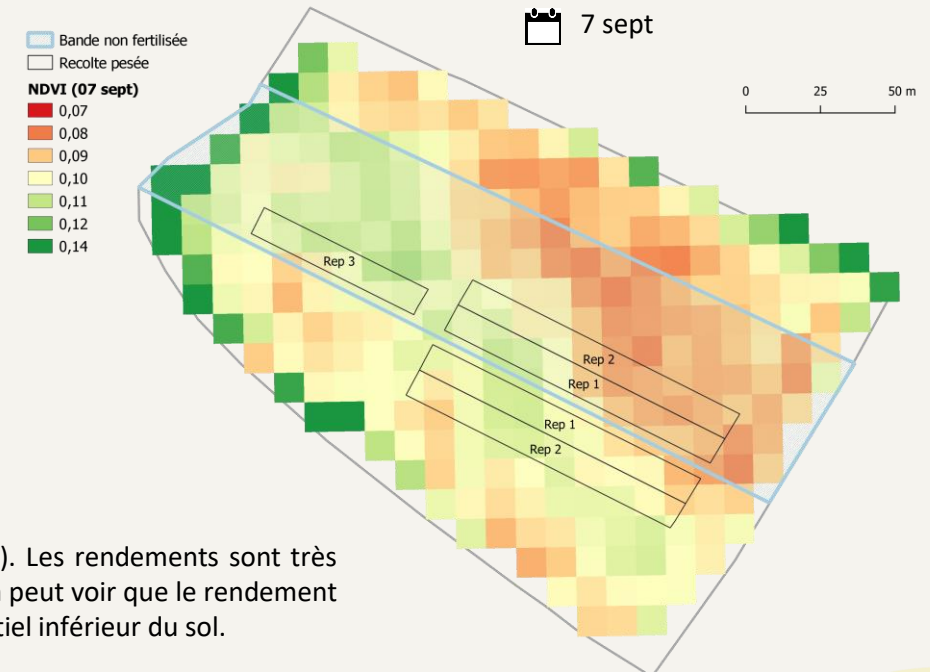 7 sept
Bande non fertilisée
Recolte pesée
NDVI (07 sept)
0,07
0,08
0,09
0,10
0,11
0,12
0,14
0 25 50 m
Rep 3
Rep 2
Rep 1
Rep 1
Rep 2
). Les rendements sont très
peut voir que le rendement
tiel inférieur du sol.